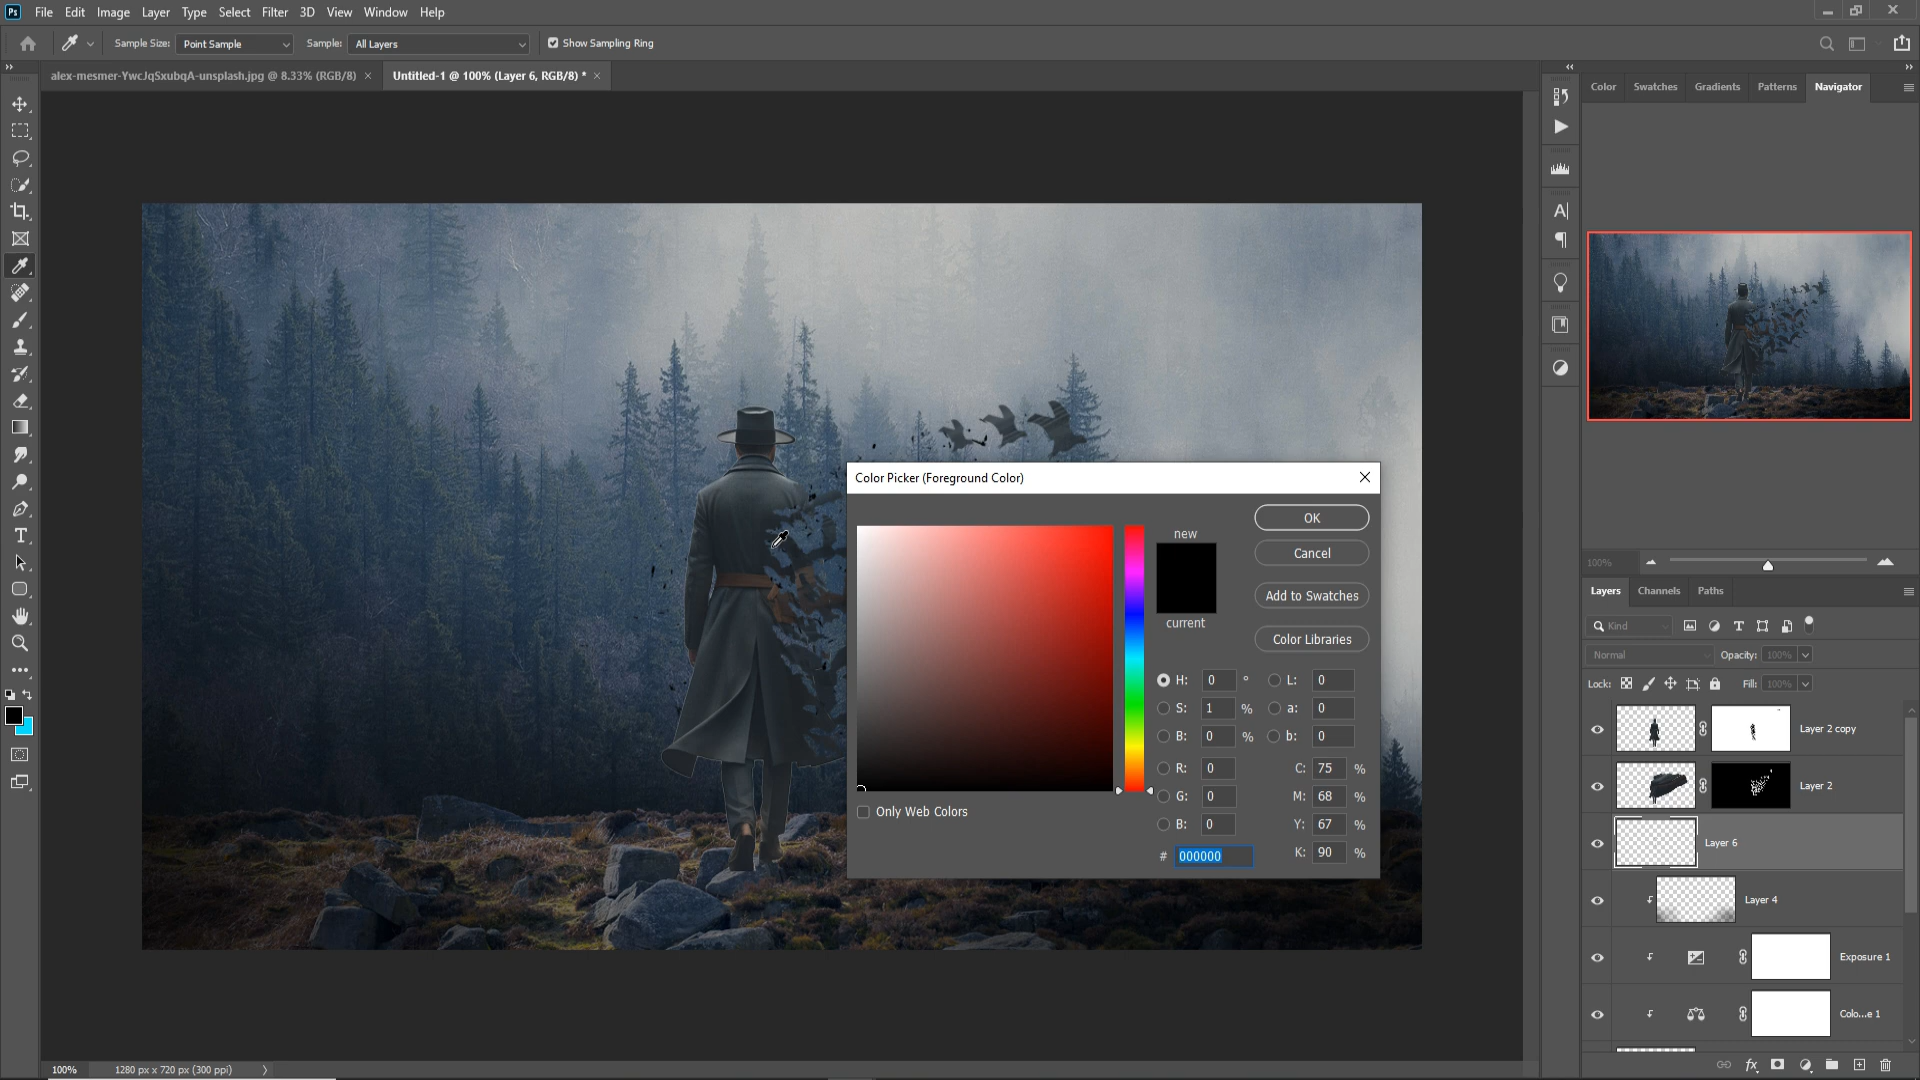 Ps File Edit Image Layer Type Select Filter 3D View Window Help
Sample Size: Point Sample Sample: All Layers Show Sampling Ring
alex-mesmer-YwcJqSxubqA-unsplash.jpg @ 8.33% (RGB/8) × Untitled-1 @ 100% (Layer 6, RGB/8) * ×
Color Swatches Gradients Patterns Navigator
Color Picker (Foreground Color)
OK
new
Cancel
100%
Add to Swatches
Layers Channels Paths
current
Kind
Color Libraries
Normal Opacity: 100%
H: 0 ° L: 0
Lock: Fill: 100%
S: 1 % a: 0
Layer 2 copy
B: 0 % b: 0
R: 0 C: 75 %
Layer 2
G: 0 M: 68 %
Only Web Colors
B: 0 Y: 67 %
Layer 6
# 000000 K: 90 %
Layer 4
Exposure 1
Colo...e 1
100% 1280 px x 720 px (300 ppi)